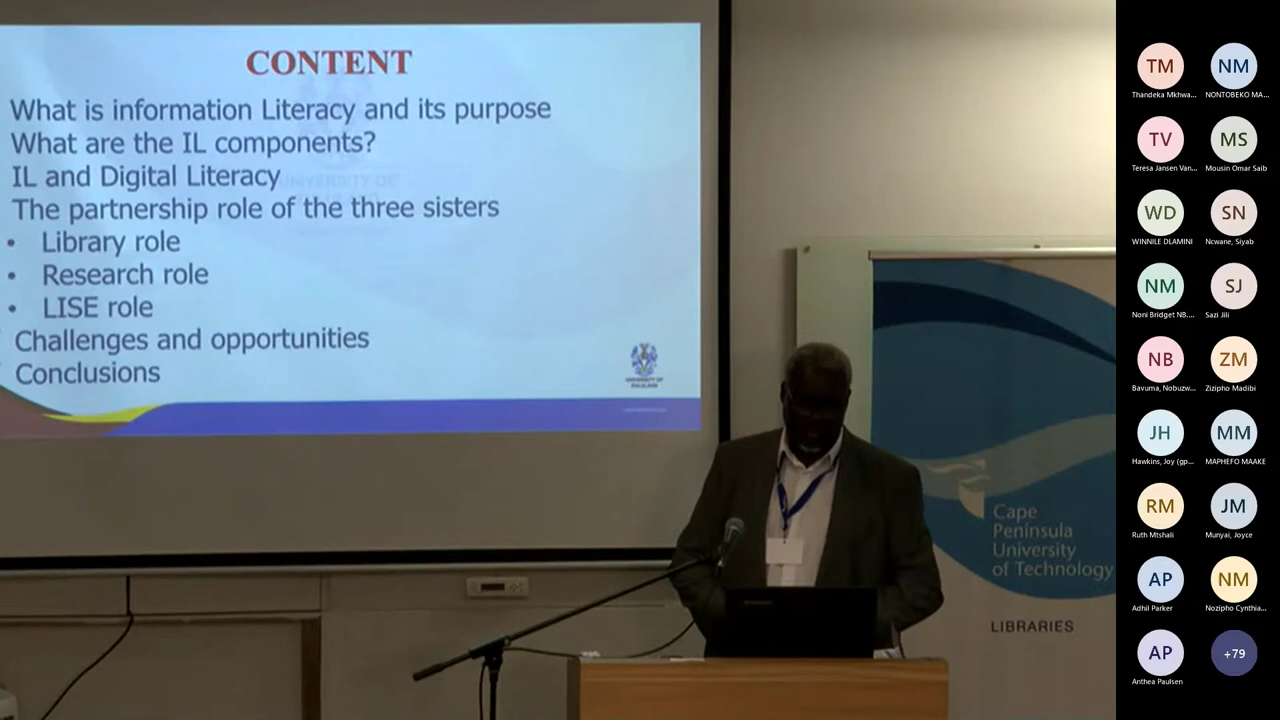 CONTENT
What is information Literacy and its purpose
What are the IL components?
IL and Digital Literacy
The partnership role of the three sisters
• Library role
• Research role
• LISE role
Challenges and opportunities
Conclusions
UNIVERSITY OF
Cape
Peninsula
University
of Technology
LIBRARIES
TM
Thandeka Mkhwa...
NM
NONTOBEKO MA...
TV
Teresa Jansen Van...
MS
Mousin Omar Saib
WD
WINNILE DLAMINI
SN
Ncwane, Siyab
NM
Noni Bridget NB....
SJ
Sazi Jili
NB
Bavuma, Nobuzw...
ZM
Zizipho Madibi
JH
Hawkins, Joy (gp...
MM
MAPHEFO MAAKE
RM
Ruth Mtshali
JM
Munyai, Joyce
AP
Adhil Parker
NM
Nozipho Cynthia...
AP
Anthea Paulsen
+79